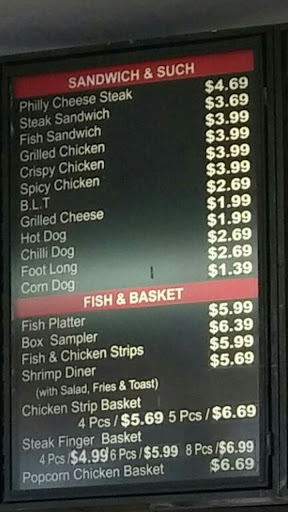 SANDWICH & SUCH
Philly Cheese Steak $4.69
Steak Sandwich $3.69
Fish Sandwich $3.99
Grilled Chicken $3.99
Crispy Chicken $3.99
Spicy Chicken $3.99
B.L.T $2.69
Grilled Cheese $1.99
Hot Dog $1.99
Chilli Dog $2.69
Foot Long $2.69
Corn Dog $1.39
FISH & BASKET
Fish Platter $5.99
Box Sampler $6.39
Fish & Chicken Strips $5.99
Shrimp Diner $5.69
(with Salad, Fries & Toast)
Chicken Strip Basket
4 Pcs / $5.69 5 Pcs / $6.69
Steak Finger Basket
4 Pcs /$4.99/6 Pcs /$5.99 8 Pcs /$6.99
Popcorn Chicken Basket $6.69